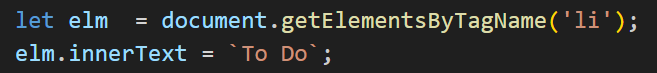 let elm  = document.getElementsByTagName('li');
elm.innerText = `To Do`;